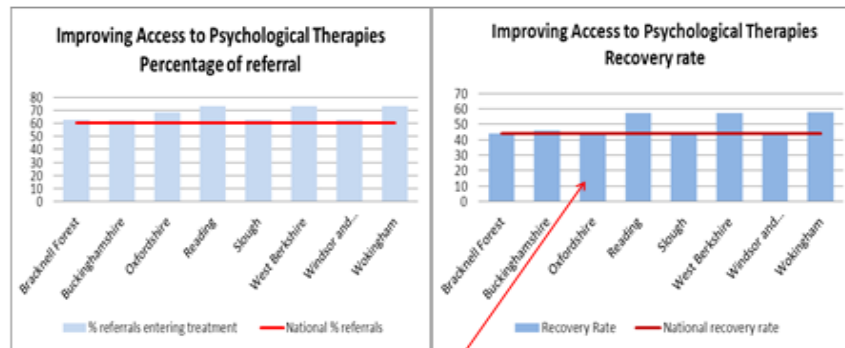 Improving Access to Psychological Therapies
Percentage of referral
80
70
60
50
40
30
20
10
0
Bracknell Forest
Buckinghamshire
Oxfordshire
Reading
Slough
West Berkshire
Windsor and...
Wokingham
% referrals entering treatment
National % referrals
Improving Access to Psychological Therapies
Recovery rate
70
60
50
40
30
20
10
0
Bracknell Forest
Buckinghamshire
Oxfordshire
Reading
Slough
West Berkshire
Windsor and...
Wokingham
Recovery Rate
National recovery rate